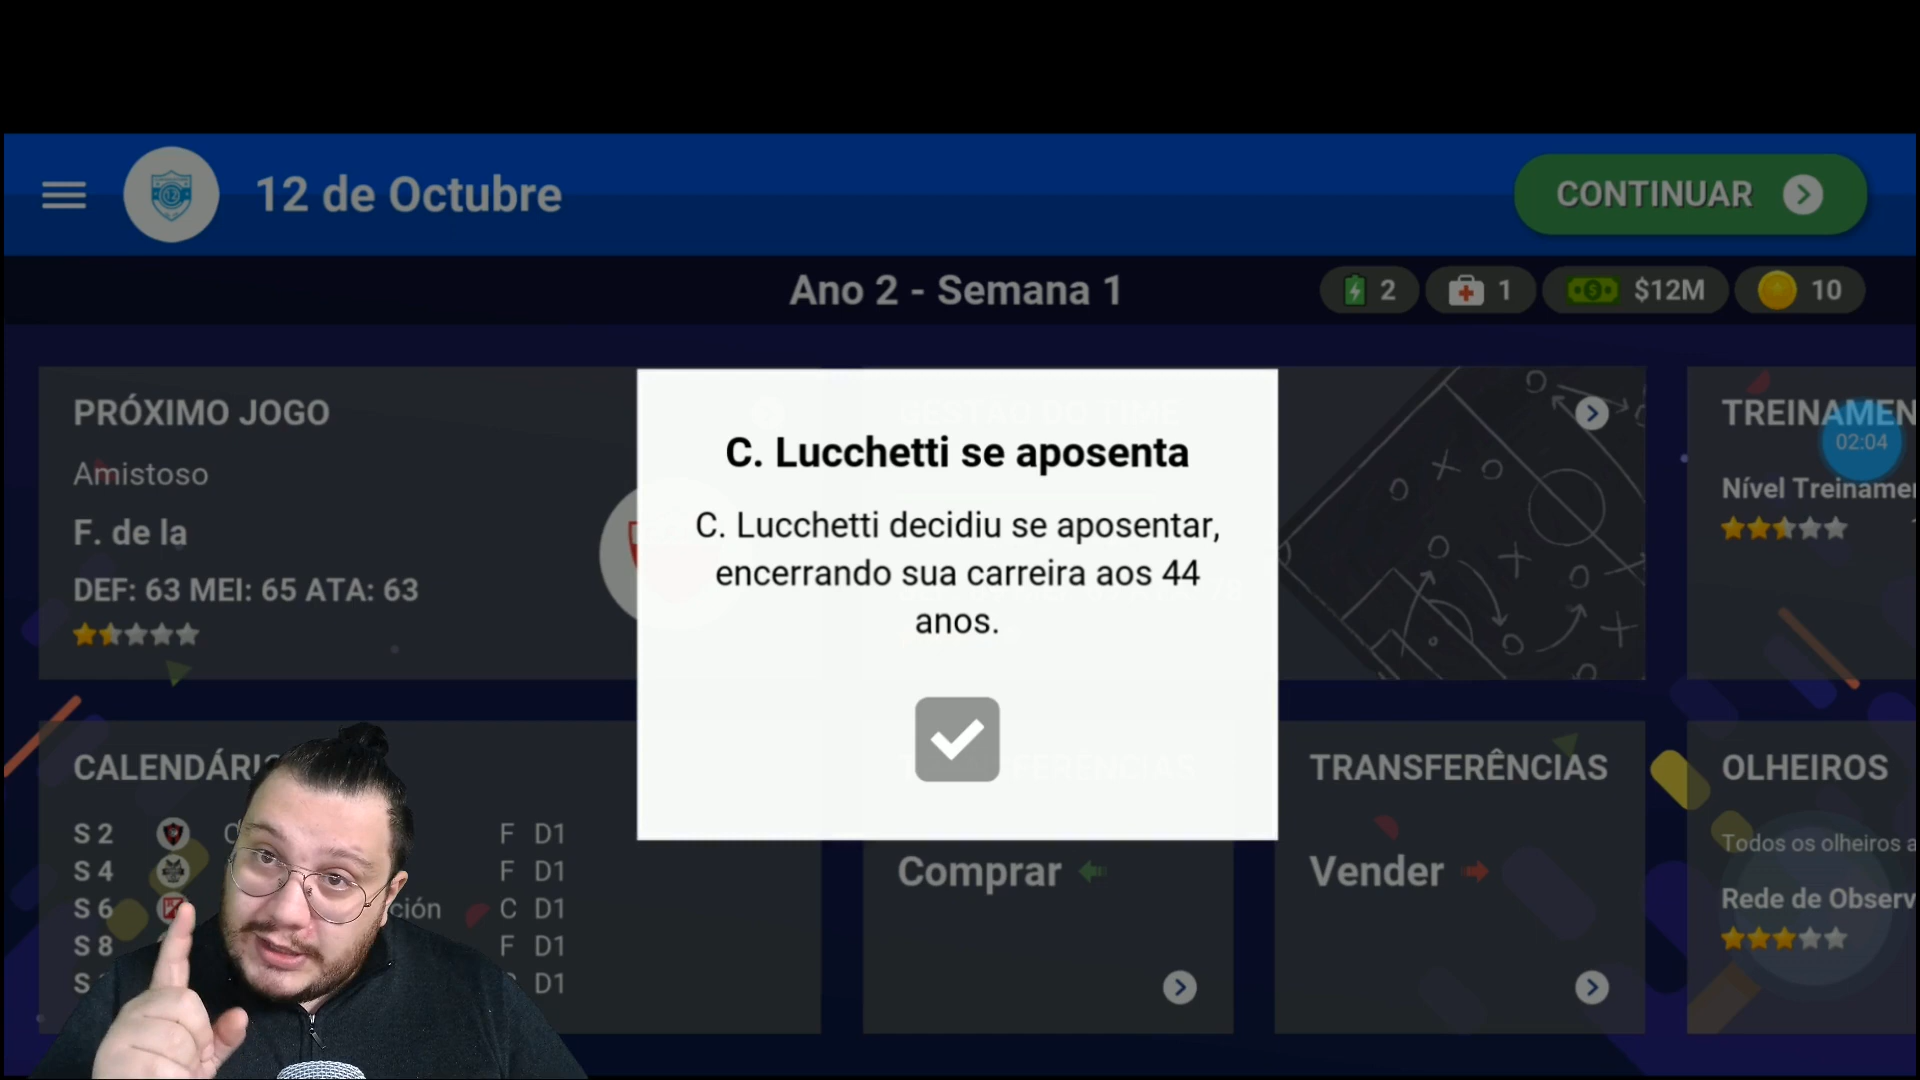 12 de Octubre
CONTINUAR
Ano 2 - Semana 1
2
1
$12M
10
PRÓXIMO JOGO
Amistoso
F. de la
DEF: 63 MEI: 65 ATA: 63
C. Lucchetti se aposenta
C. Lucchetti decidiu se aposentar,
encerrando sua carreira aos 44
anos.
GESTÃO DO TIME
TREINAMEN
02:04
Nível Treiname
CALENDÁRI
S 2 F D1
S 4 F D1
S 6 ción C D1
S 8 F D1
S D1
Comprar
TRANSFERÊNCIAS
Vender
OLHEIROS
Todos os olheiros a
Rede de Observ